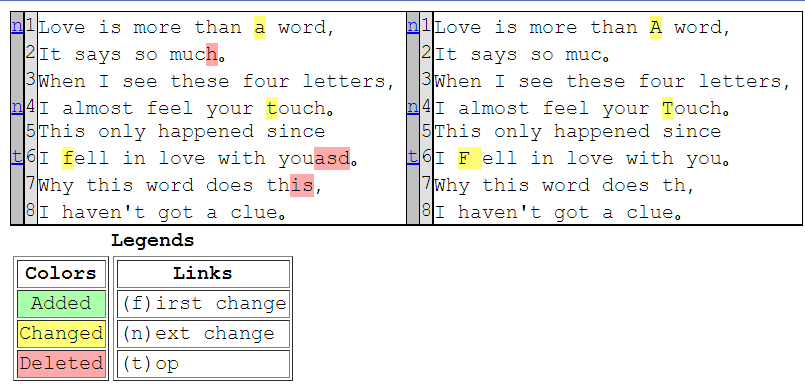 n 1 Love is more than a word,
2 It says so much。
3 When I see these four letters,
n 4 I almost feel your touch。
5 This only happened since
t 6 I fell in love with youasd。
7 Why this word does this,
8 I haven't got a clue。
n 1 Love is more than A word,
2 It says so muc。
3 When I see these four letters,
n 4 I almost feel your Touch。
5 This only happened since
t 6 I F ell in love with you。
7 Why this word does th,
8 I haven't got a clue。
Legends
Colors
Added
Changed
Deleted
Links
(f)irst change
(n)ext change
(t)op